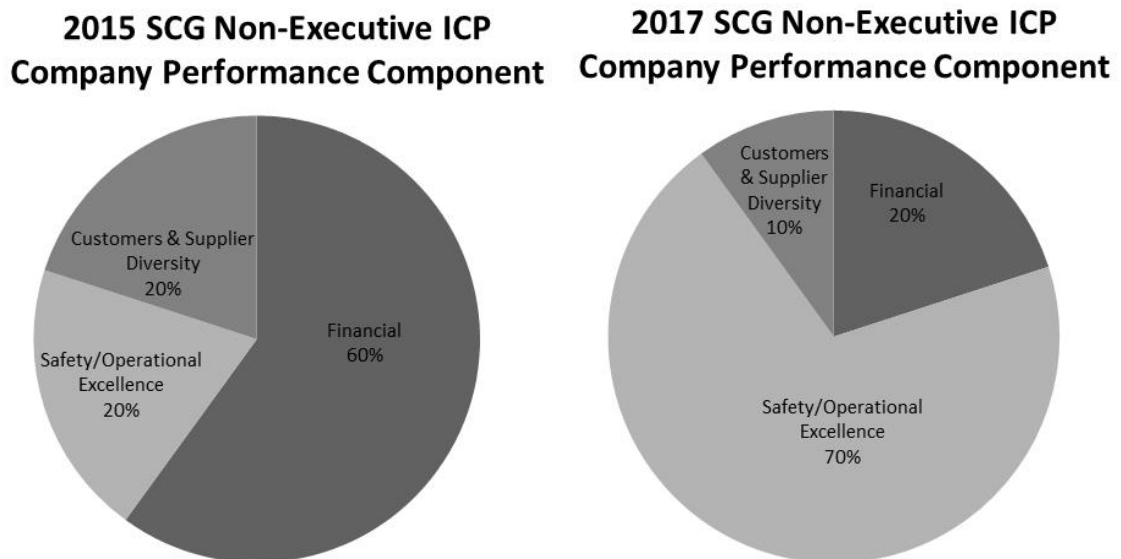 2015 SCG Non-Executive ICP
Company Performance Component
Customers & Supplier
Diversity
20%
Safety/Operational
Excellence
20%
Financial
60%
2017 SCG Non-Executive ICP
Company Performance Component
Customers
& Supplier
Diversity
10%
Financial
20%
Safety/Operational
Excellence
70%